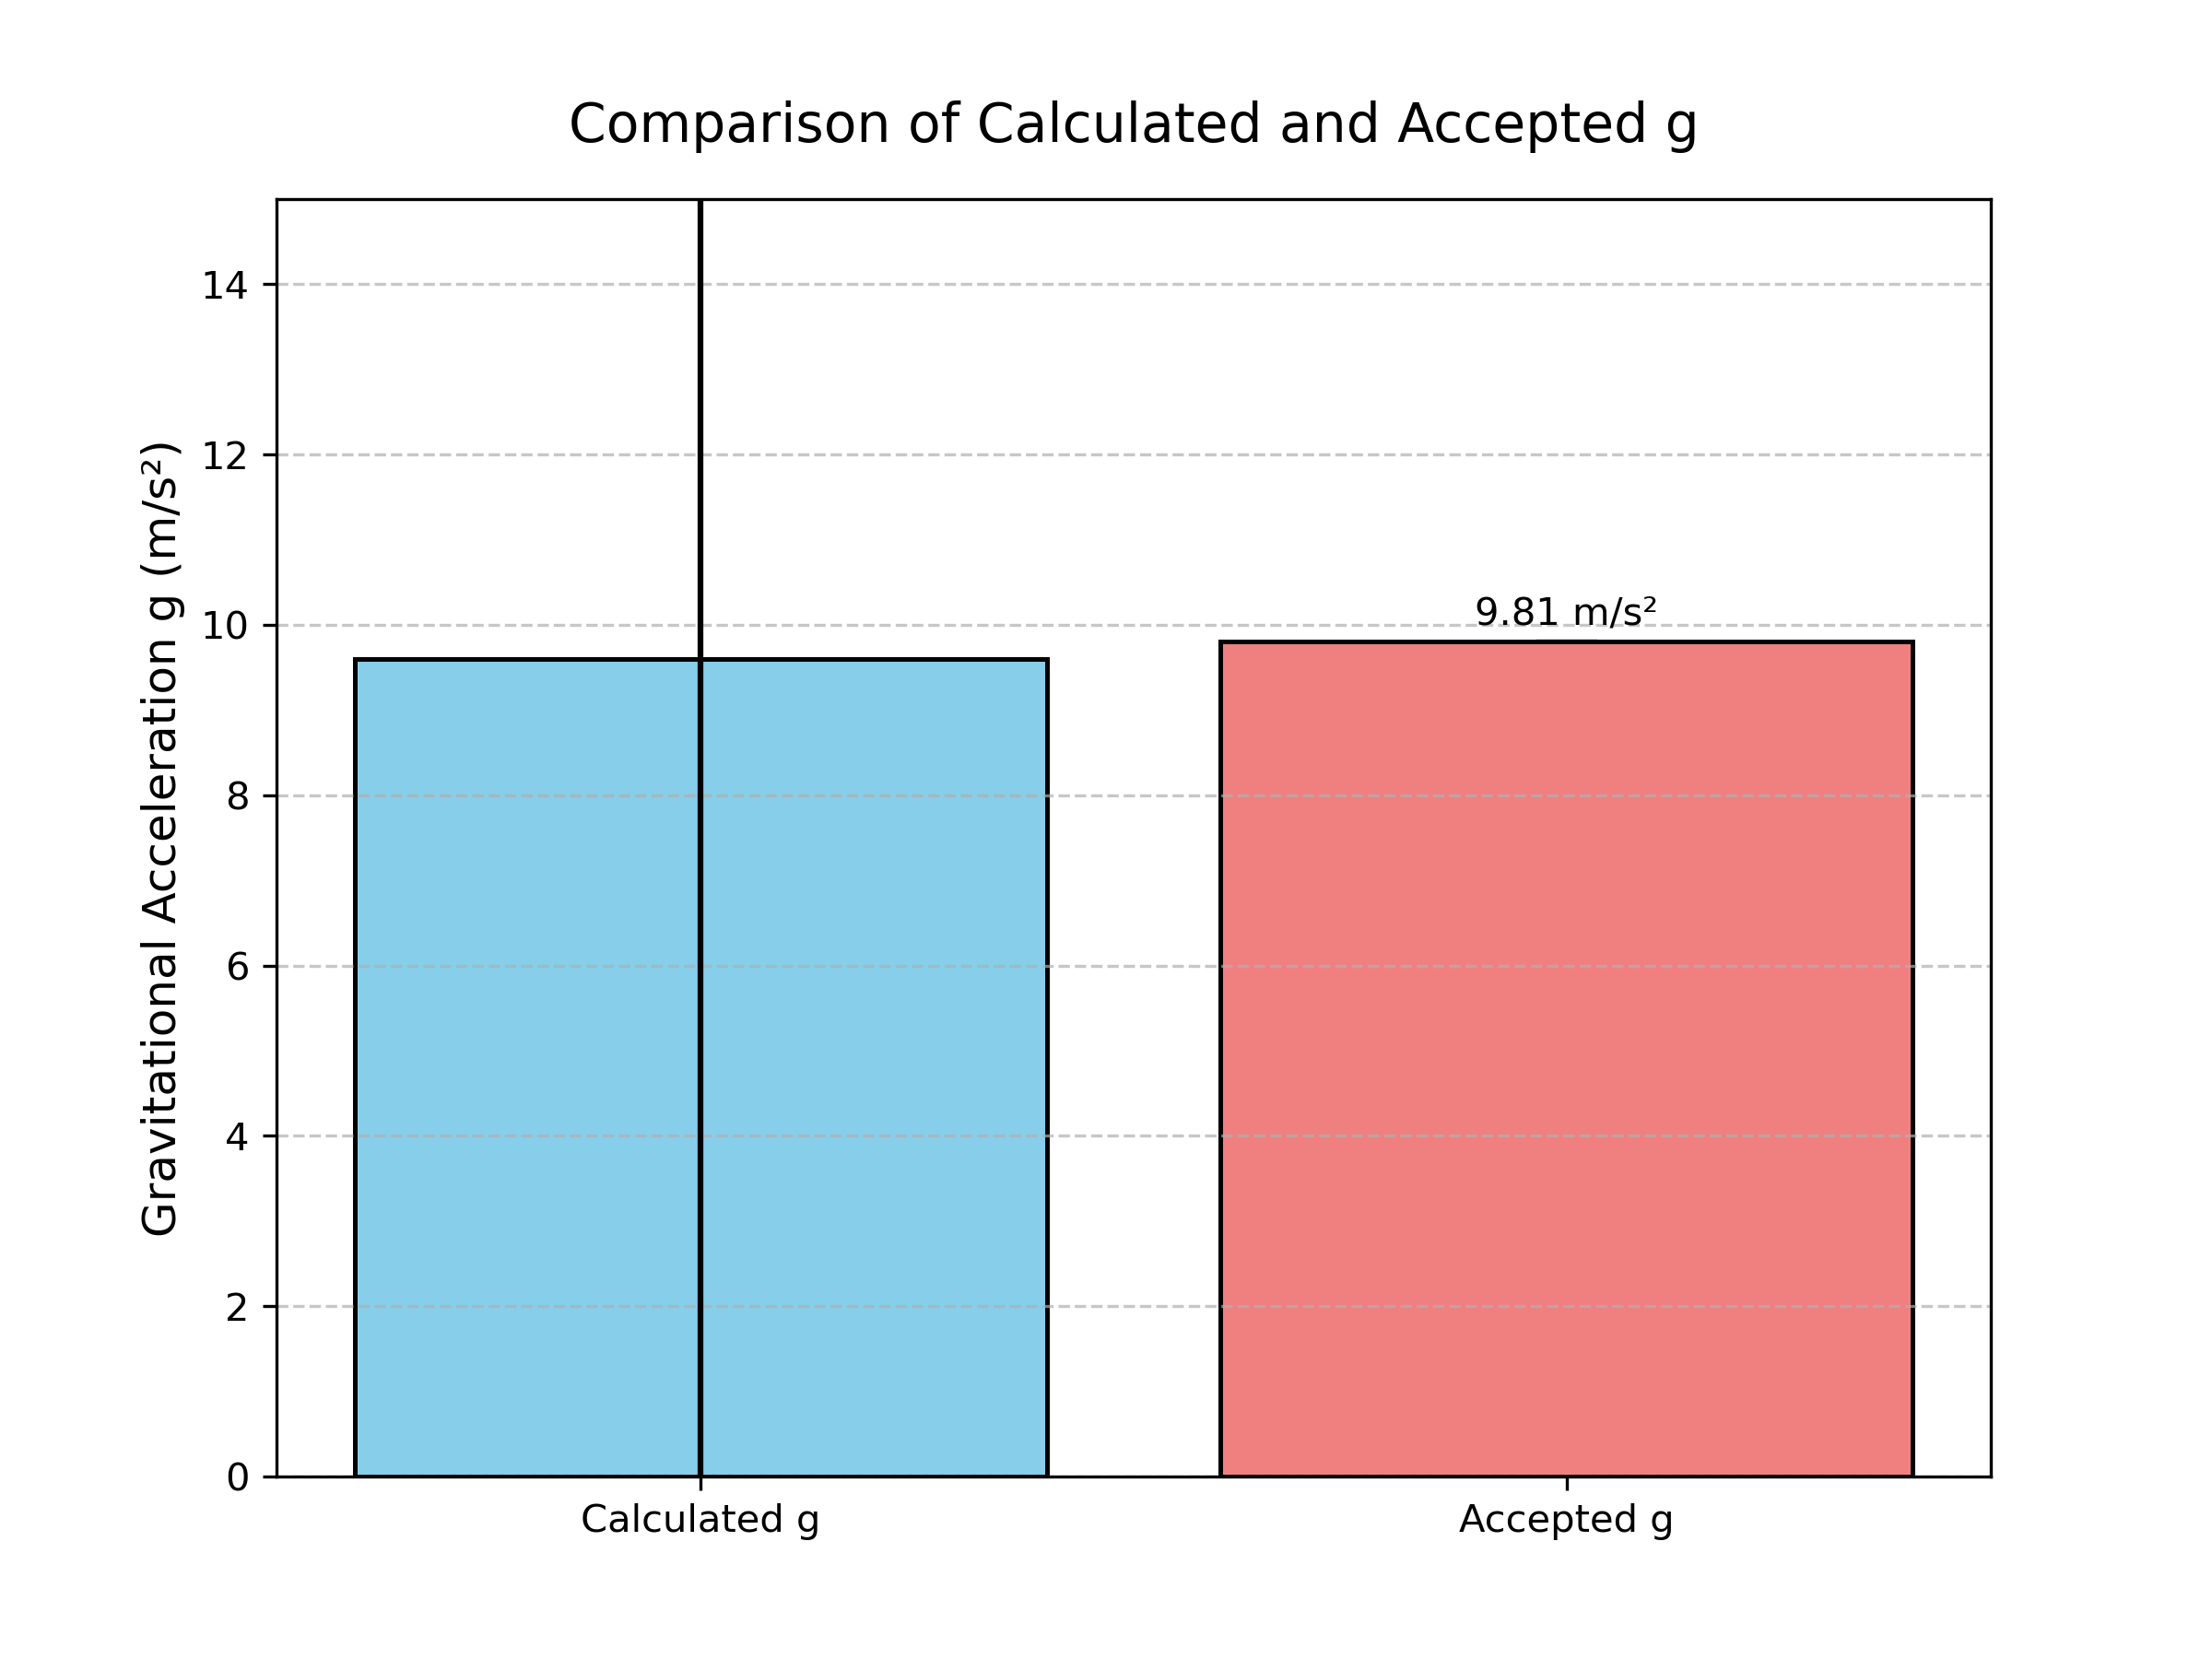 Comparison of Calculated and Accepted g
Gravitational Acceleration g (m/s²)
14
12
10
8
6
4
2
0
9.81 m/s²
Calculated g
Accepted g